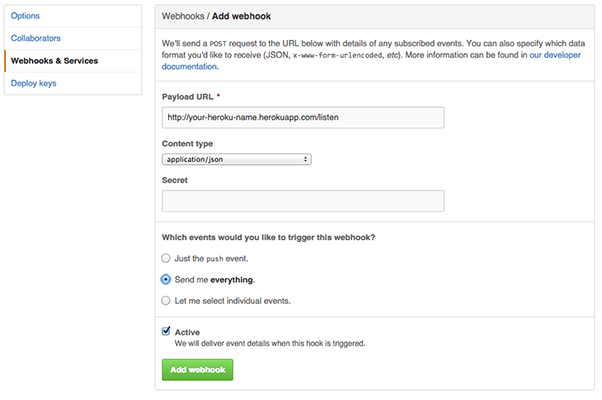 Options
Collaborators
Webhooks & Services
Deploy keys
Webhooks / Add webhook
We'll send a POST request to the URL below with details of any subscribed events. You can also specify which data
format you'd like to receive (JSON, x-www-form-urlencoded, etc). More information can be found in our developer
documentation.
Payload URL *
http://your-heroku-name.herokuapp.com/listen
Content type
application/json
Secret
Which events would you like to trigger this webhook?
Just the push event.
Send me everything.
Let me select individual events.
Active
We will deliver event details when this hook is triggered.
Add webhook